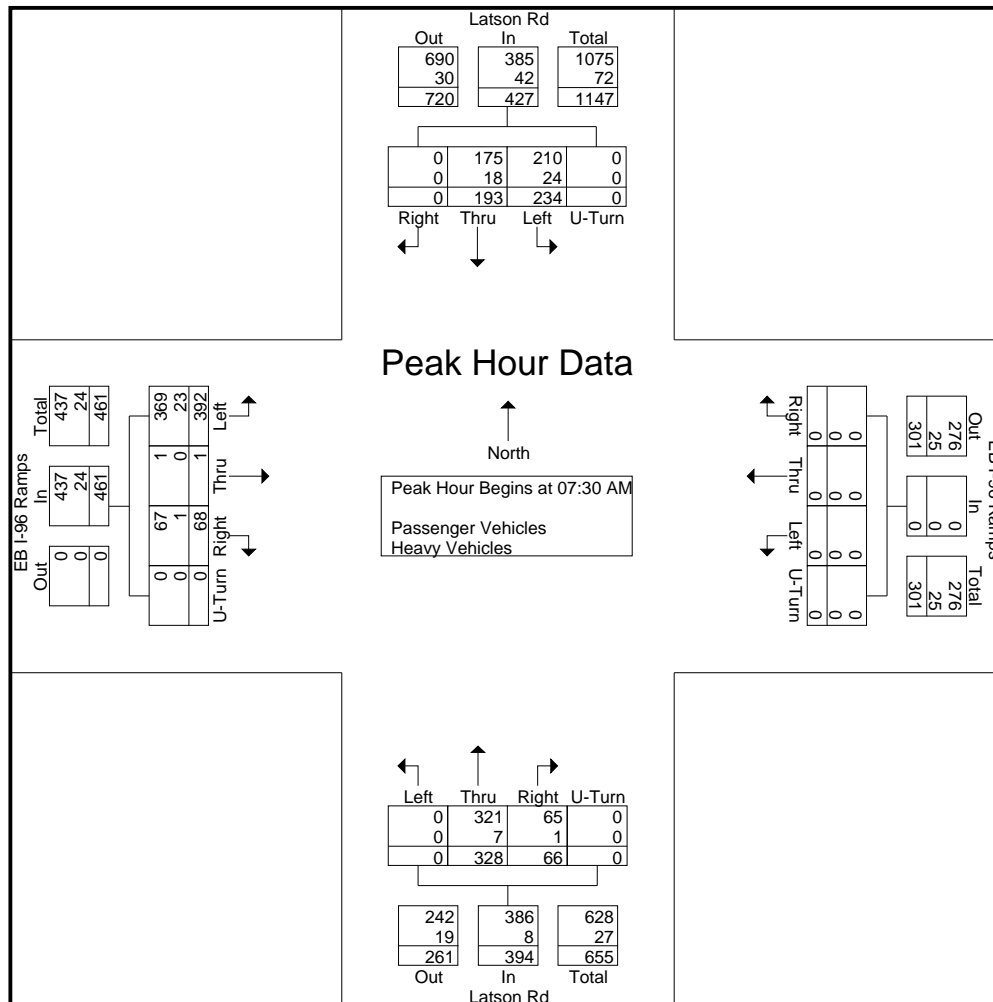 Latson Rd
Out In Total
690 385 1075
30 42 72
720 427 1147
0 175 210 0
0 18 24 0
0 193 234 0
Right Thru Left U-Turn
Peak Hour Data
North
Peak Hour Begins at 07:30 AM
Passenger Vehicles
Heavy Vehicles
EB I-96 Ramps
Total In Out
437 437 0
24 24 0
461 461 0
369 1 67 0
23 0 1 0
392 1 68 0
Left Thru Right U-Turn
Right Thru Left U-Turn
0 0 0 0
0 0 0 0
0 0 0 0
Out In Total
276 0 276
25 0 25
301 0 301
Ramps
Left Thru Right U-Turn
0 321 65 0
0 7 1 0
0 328 66 0
242 386 628
19 8 27
261 394 655
Out In Total
Latson Rd